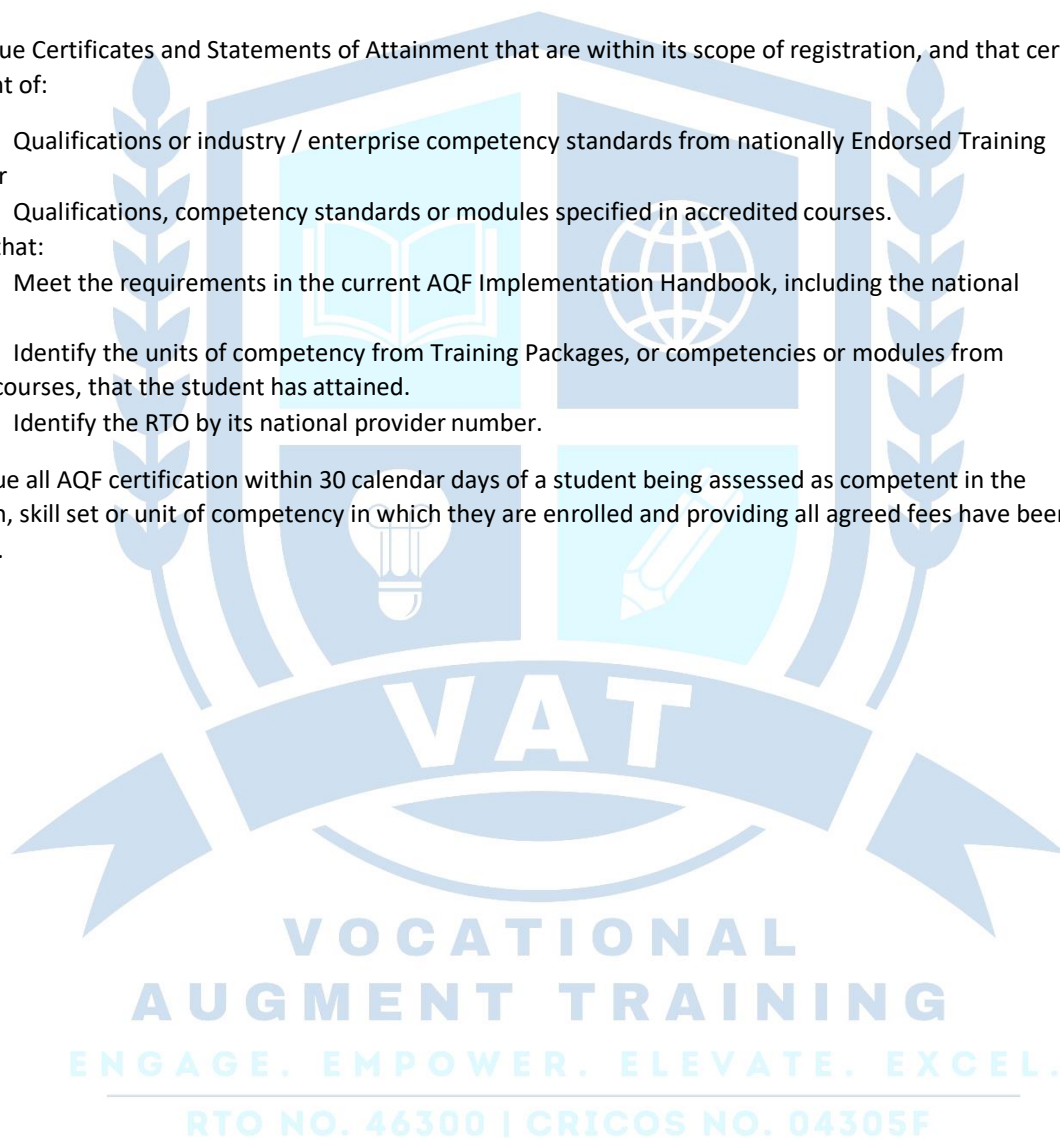 ue Certificates and Statements of Attainment that are within its scope of registration, and that cer
nt of:
Qualifications or industry / enterprise competency standards from nationally Endorsed Training
r
Qualifications, competency standards or modules specified in accredited courses.
hat:
Meet the requirements in the current AQF Implementation Handbook, including the national
Identify the units of competency from Training Packages, or competencies or modules from
courses, that the student has attained.
Identify the RTO by its national provider number.
ue all AQF certification within 30 calendar days of a student being assessed as competent in the
n, skill set or unit of competency in which they are enrolled and providing all agreed fees have been
.
VAT
VOCATIONAL
AUGMENT TRAINING
ENGAGE. EMPOWER. ELEVATE. EXCEL.
RTO NO. 46300 | CRICOS NO. 04305F